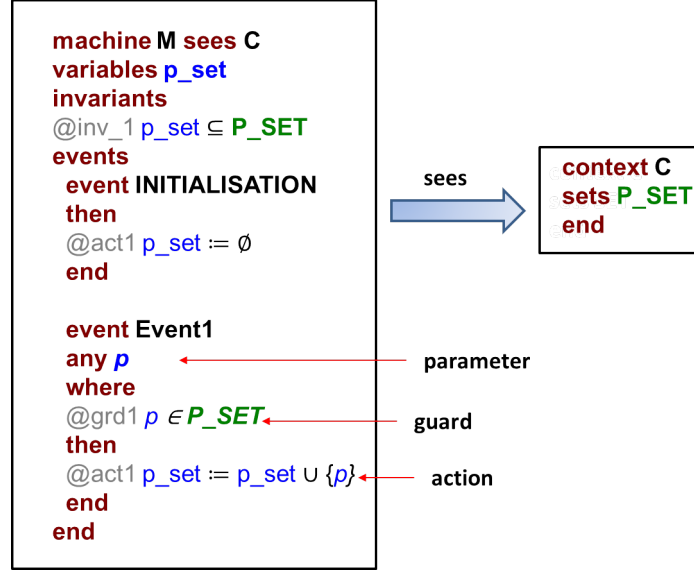 machine M sees C
variables p_set
invariants
@inv_1 p_set ⊆ P_SET
events
event INITIALISATION
then
@act1 p_set ≔ ∅
end
event Event1
any p
where
@grd1 p ∈ P_SET
then
@act1 p_set ≔ p_set ∪ {p}
end
end
sees
context C
sets P_SET
end
parameter
guard
action